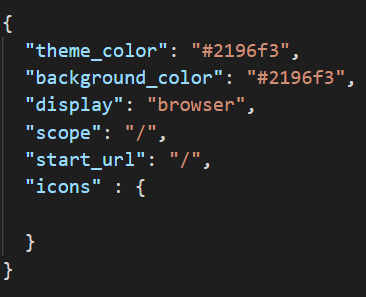 {
"theme_color": "#2196f3",
"background_color": "#2196f3",
"display": "browser",
"scope": "/",
"start_url": "/",
"icons" : {
}
}